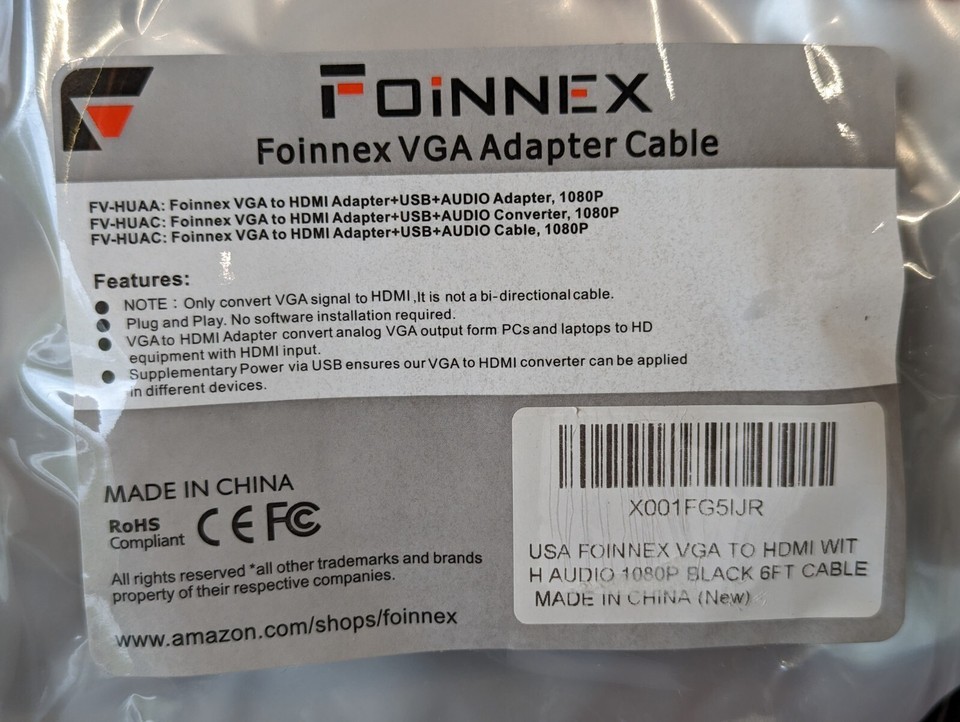 FOiNNEX
Foinnex VGA Adapter Cable
FV-HUAA: Foinnex VGA to HDMI Adapter+USB+AUDIO Adapter, 1080P
FV-HUAC: Foinnex VGA to HDMI Adapter+USB+AUDIO Converter, 1080P
FV-HUAC: Foinnex VGA to HDMI Adapter+USB+AUDIO Cable, 1080P
Features:
NOTE : Only convert VGA signal to HDMI ,It is not a bi-directional cable.
Plug and Play. No software installation required.
VGA to HDMI Adapter convert analog VGA output form PCs and laptops to HD
equipment with HDMI input.
Supplementary Power via USB ensures our VGA to HDMI converter can be applied
in different devices.
MADE IN CHINA
RoHS
Compliant CE FC
All rights reserved *all other trademarks and brands
property of their respective companies.
www.amazon.com/shops/foinnex
X001FG5IJR
USA FOINNEX VGA TO HDMI WIT
H AUDIO 1080P BLACK 6FT CABLE
MADE IN CHINA (New)